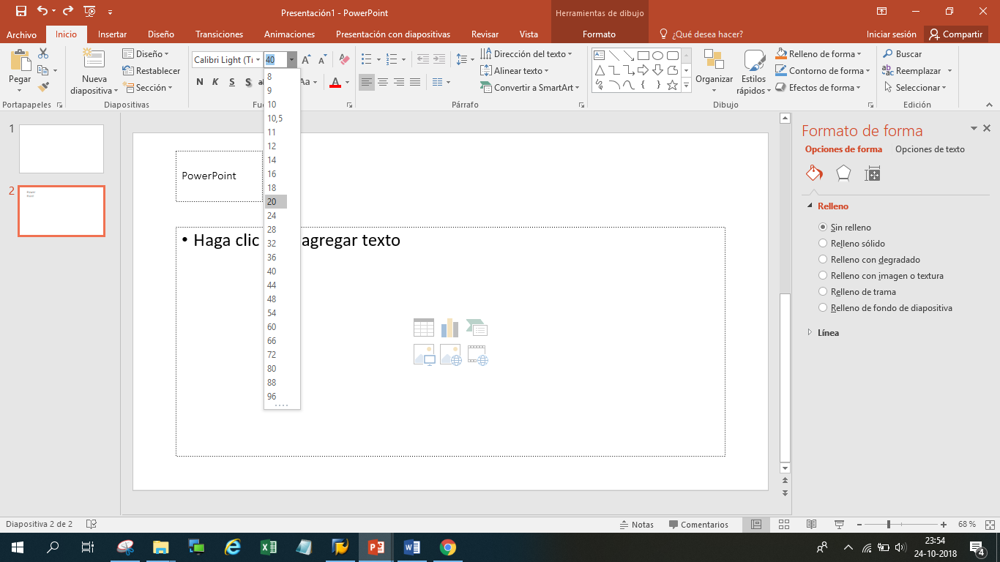 Presentación1 - PowerPoint
Herramientas de dibujo
Archivo Inicio Insertar Diseño Transiciones Animaciones Presentación con diapositivas Revisar Vista Formato ¿Qué desea hacer? Iniciar sesión Compartir
Pegar
Portapapeles
Nueva diapositiva
Diseño
Restablecer
Sección
Diapositivas
Calibri Light (Tí
40
N K S S
Aa
A
Dirección del texto
Alinear texto
Convertir a SmartArt
Párrafo
Organizar
Estilos rápidos
Relleno de forma
Contorno de forma
Efectos de forma
Dibujo
Buscar
Reemplazar
Seleccionar
Edición
8
9
10
10,5
11
12
14
16
18
20
24
28
32
36
40
44
48
54
60
66
72
80
88
96
1
2
PowerPoint
• Haga clic agregar texto
Formato de forma
Opciones de forma Opciones de texto
Relleno
Sin relleno
Relleno sólido
Relleno con degradado
Relleno con imagen o textura
Relleno de trama
Relleno de fondo de diapositiva
Línea
Diapositiva 2 de 2
Notas
Comentarios
68 %
23:54
24-10-2018
4